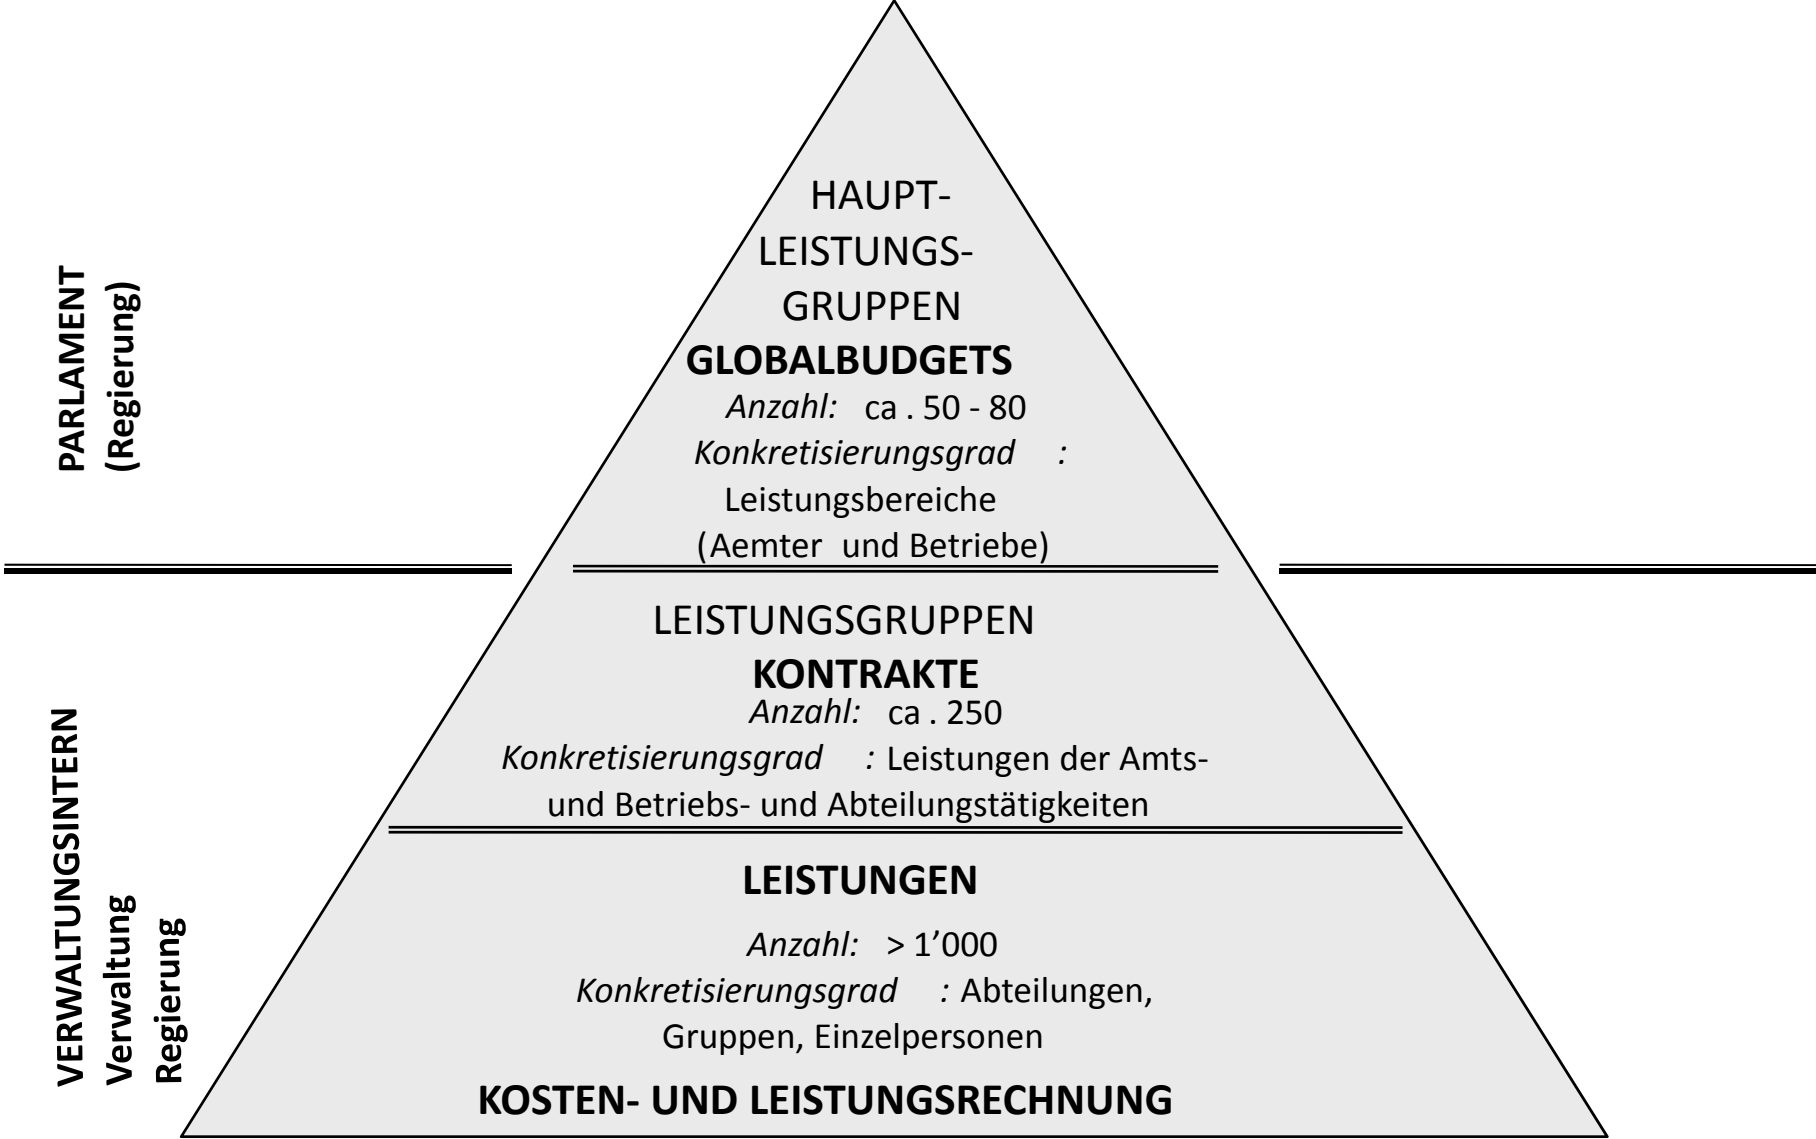 PARLAMENT
(Regierung)
HAUPT-
LEISTUNGS-
GRUPPEN
GLOBALBUDGETS
Anzahl: ca . 50 - 80
Konkretisierungsgrad :
Leistungsbereiche
(Aemter und Betriebe)
VERWALTUNGSINTERN
Verwaltung
Regierung
LEISTUNGSGRUPPEN
KONTRAKTE
Anzahl: ca . 250
Konkretisierungsgrad : Leistungen der Amts-
und Betriebs- und Abteilungstätigkeiten
LEISTUNGEN
Anzahl: > 1’000
Konkretisierungsgrad : Abteilungen,
Gruppen, Einzelpersonen
KOSTEN- UND LEISTUNGSRECHNUNG